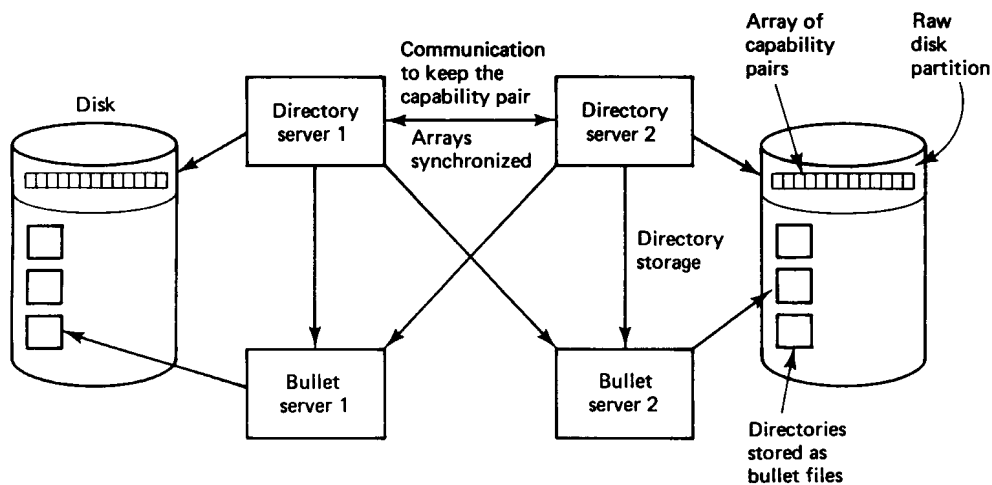 Disk
Directory
server 1
Communication
to keep the
capability pair
Arrays
synchronized
Directory
server 2
Array of
capability
pairs
Raw
disk
partition
Directory
storage
Bullet
server 1
Bullet
server 2
Directories
stored as
bullet files